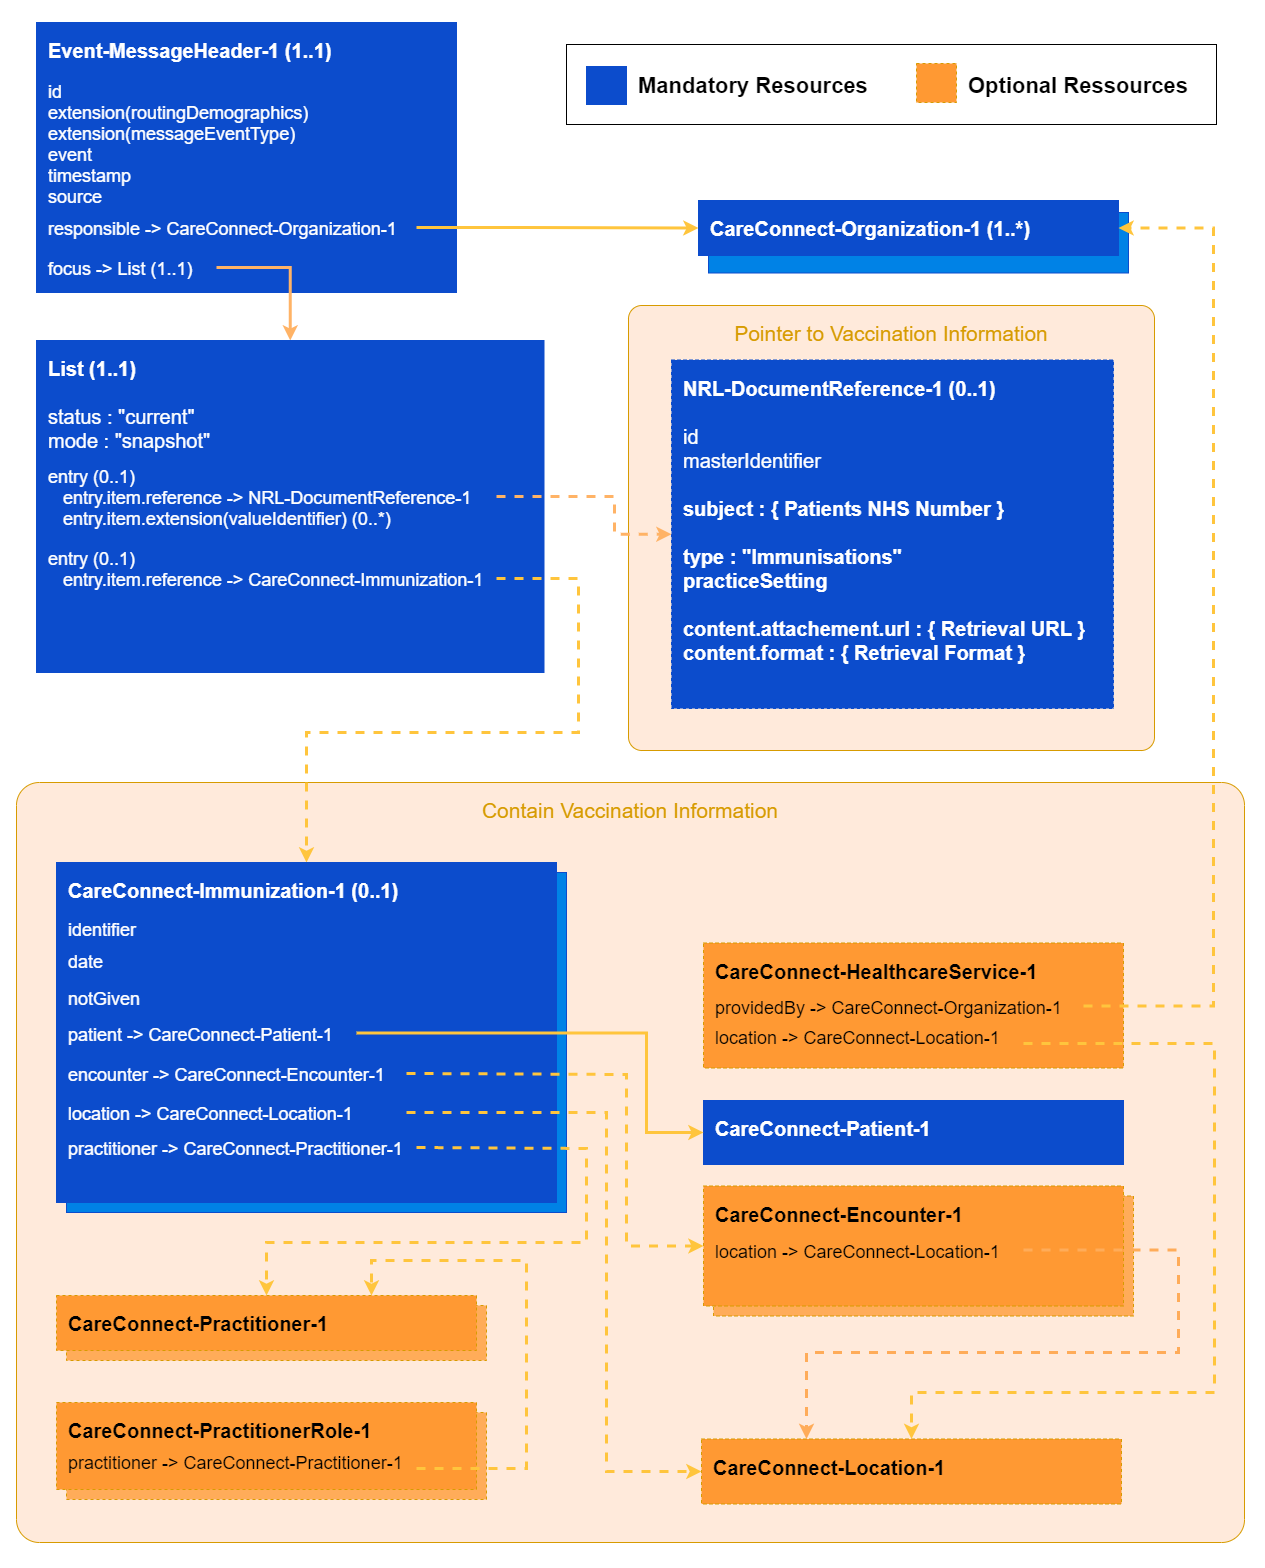 Event-MessageHeader-1 (1..1)
id
extension(routingDemographics)
extension(messageEventType)
event
timestamp
source
responsible -> CareConnect-Organization-1
focus -> List (1..1)
Mandatory Resources
Optional Ressources
CareConnect-Organization-1 (1..*)
List (1..1)
status : "current"
mode : "snapshot"
entry (0..1)
entry.item.reference -> NRL-DocumentReference-1
entry.item.extension(valueIdentifier) (0..*)
entry (0..1)
entry.item.reference -> CareConnect-Immunization-1
Pointer to Vaccination Information
NRL-DocumentReference-1 (0..1)
id
masterIdentifier
subject : { Patients NHS Number }
type : "Immunisations"
practiceSetting
content.attachement.url : { Retrieval URL }
content.format : { Retrieval Format }
Contain Vaccination Information
CareConnect-Immunization-1 (0..1)
identifier
date
notGiven
patient -> CareConnect-Patient-1
encounter -> CareConnect-Encounter-1
location -> CareConnect-Location-1
practitioner -> CareConnect-Practitioner-1
CareConnect-HealthcareService-1
providedBy -> CareConnect-Organization-1
location -> CareConnect-Location-1
CareConnect-Patient-1
CareConnect-Encounter-1
location -> CareConnect-Location-1
CareConnect-Practitioner-1
CareConnect-PractitionerRole-1
practitioner -> CareConnect-Practitioner-1
CareConnect-Location-1